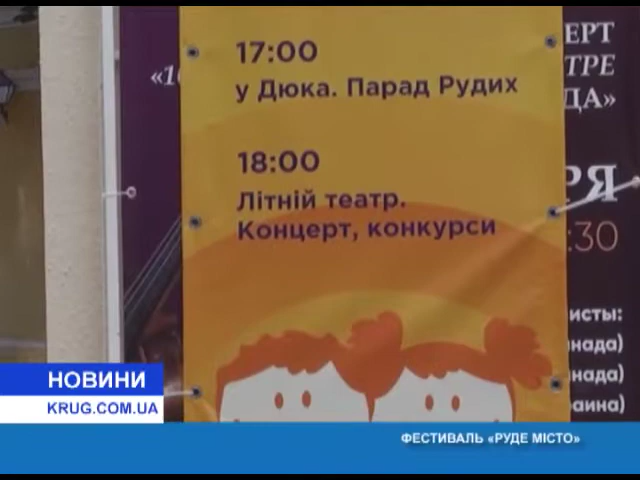 17:00
у Дюка. Парад Рудих
18:00
Літній театр.
Концерт, конкурси
ЕРТ
ТРЕ
ДА»
РЯ
:30
исты:
нада)
нада)
аина)
НОВИНИ
KRUG.COM.UA
ФЕСТИВАЛЬ «РУДЕ МІСТО»